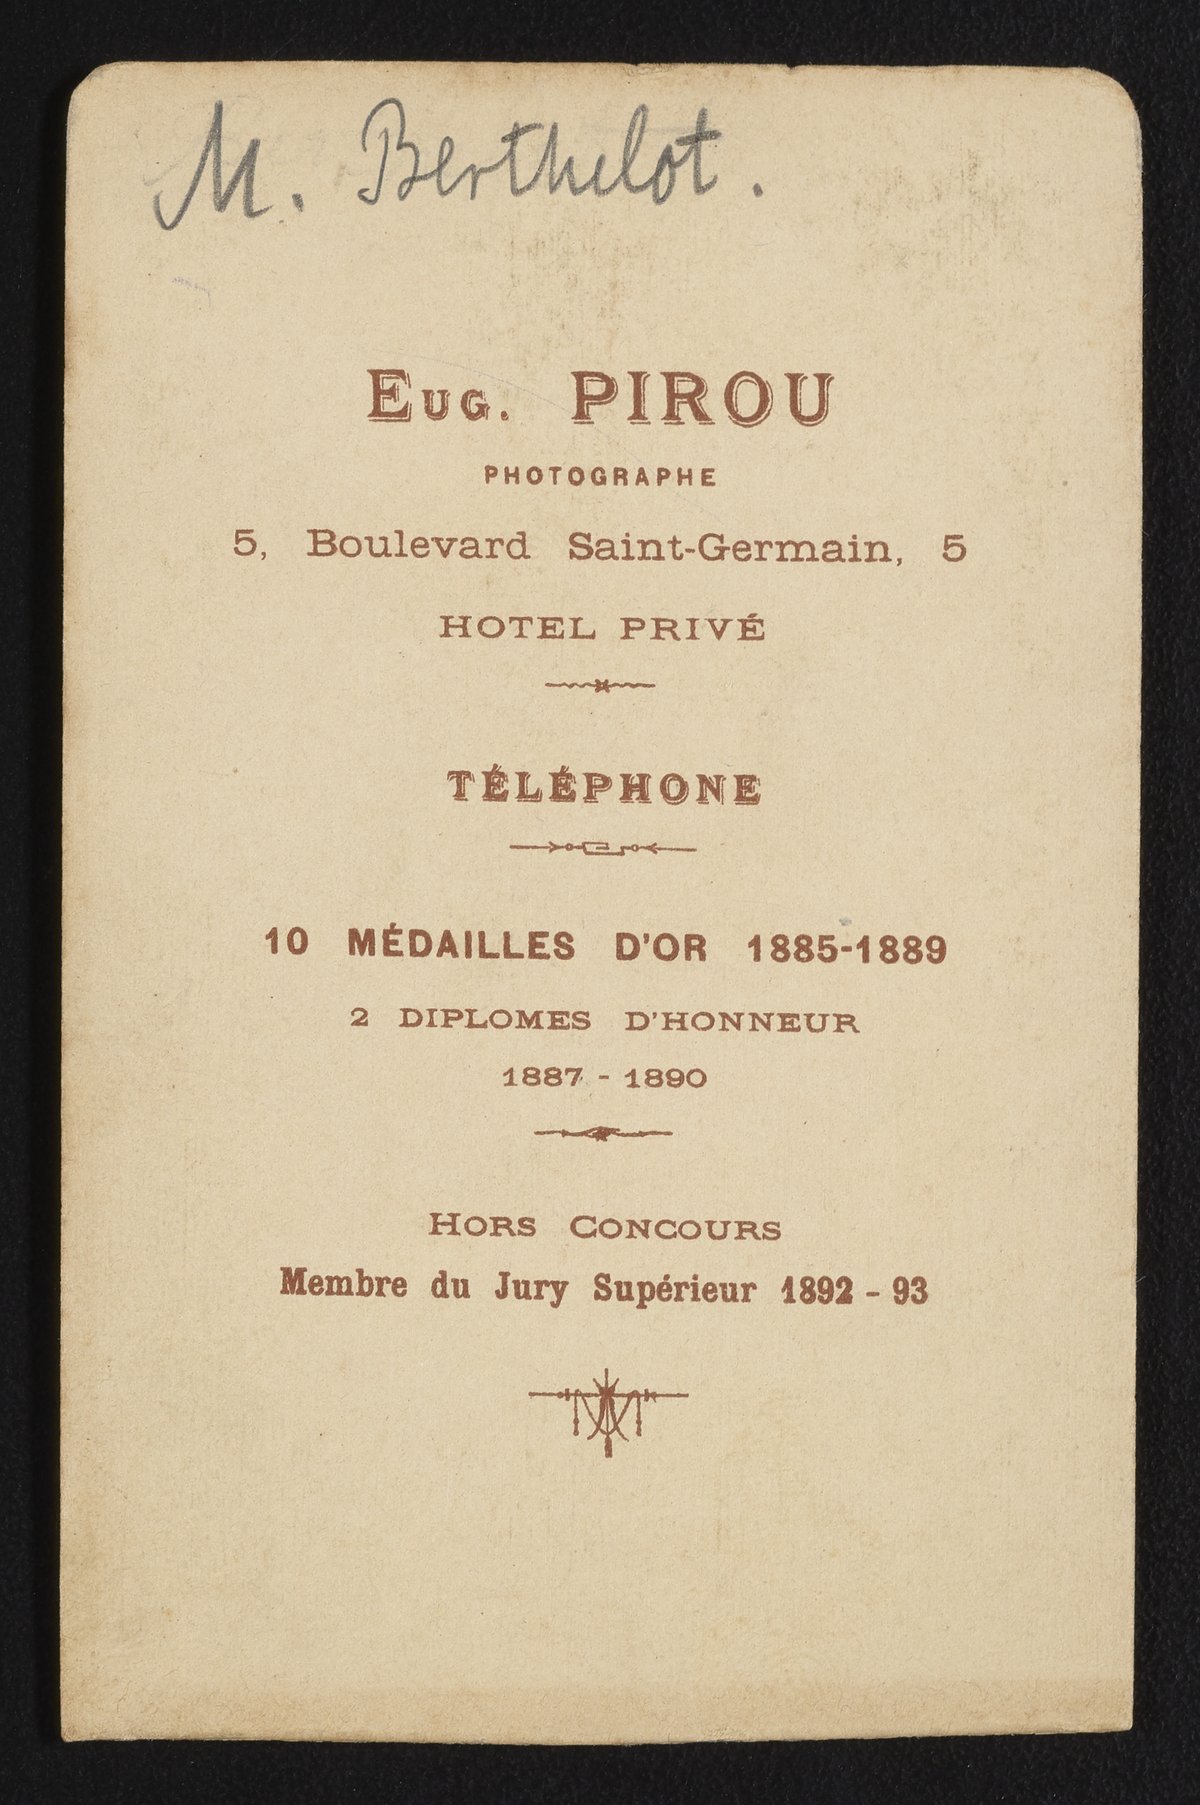 M. Berthelot.
EUG. PIROU
PHOTOGRAPHE
5, Boulevard Saint-Germain, 5
HOTEL PRIVÉ
TÉLÉPHONE
10 MÉDAILLES D'OR 1885-1889
2 DIPLOMES D'HONNEUR
1887 - 1890
HORS CONCOURS
Membre du Jury Supérieur 1892 - 93